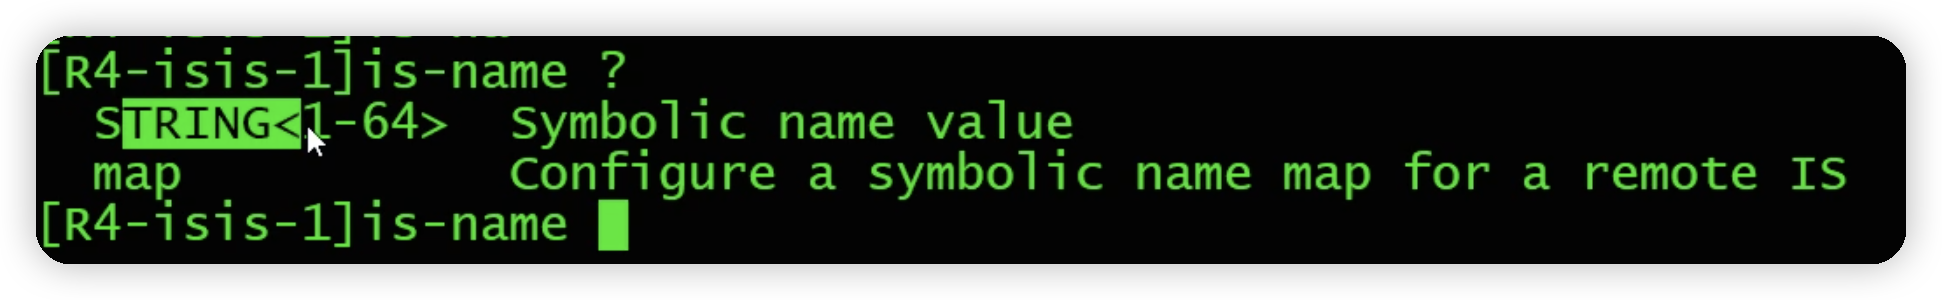 [R4-isis-1]is-name ?
STRING<1-64> Symbolic name value
map Configure a symbolic name map for a remote IS
[R4-isis-1]is-name